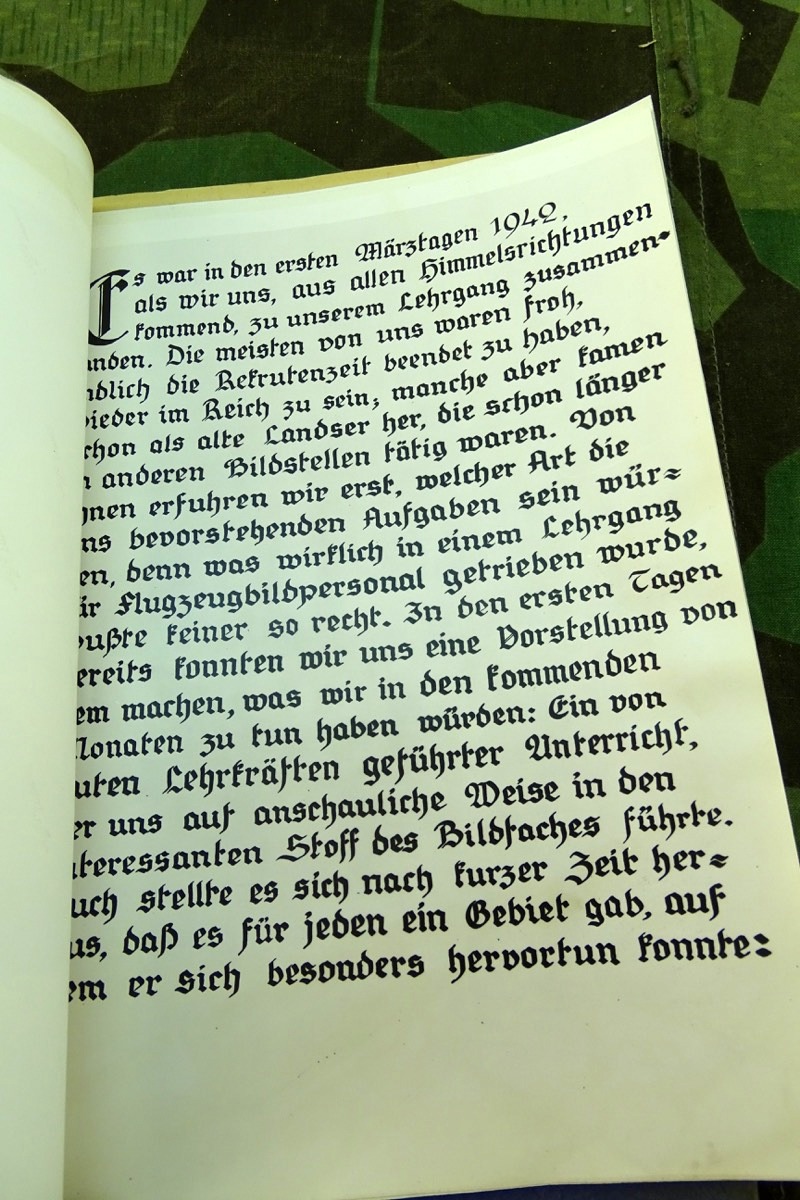 Es war in den ersten Märztagen 1942,
als wir uns, aus allen Himmelsrichtungen
kommend, zu unserem Lehrgang zusammen-
anden. Die meisten von uns waren froh,
ndlich die Rekrutenzeit beendet zu haben,
ieder im Reich zu sein; manche aber kamen
chon als alte Landser her, die schon länger
n anderen Bildstellen tätig waren. Von
hnen erfuhren wir erst, welcher Art die
ns bevorstehenden Aufgaben sein wür-
en, denn was wirklich in einem Lehrgang
ür Flugzeugbildpersonal getrieben wurde,
ußte keiner so recht. In den ersten Tagen
ereits konnten wir uns eine Vorstellung von
em machen, was wir in den kommenden
Monaten zu tun haben würden: Ein von
uten Lehrkräften geführter Unterricht,
er uns auf anschauliche Weise in den
nteressanten Stoff des Bildfaches führte.
uch stellte es sich nach kurzer Zeit her-
us, daß es für jeden ein Gebiet gab, auf
em er sich besonders hervortun konnte: